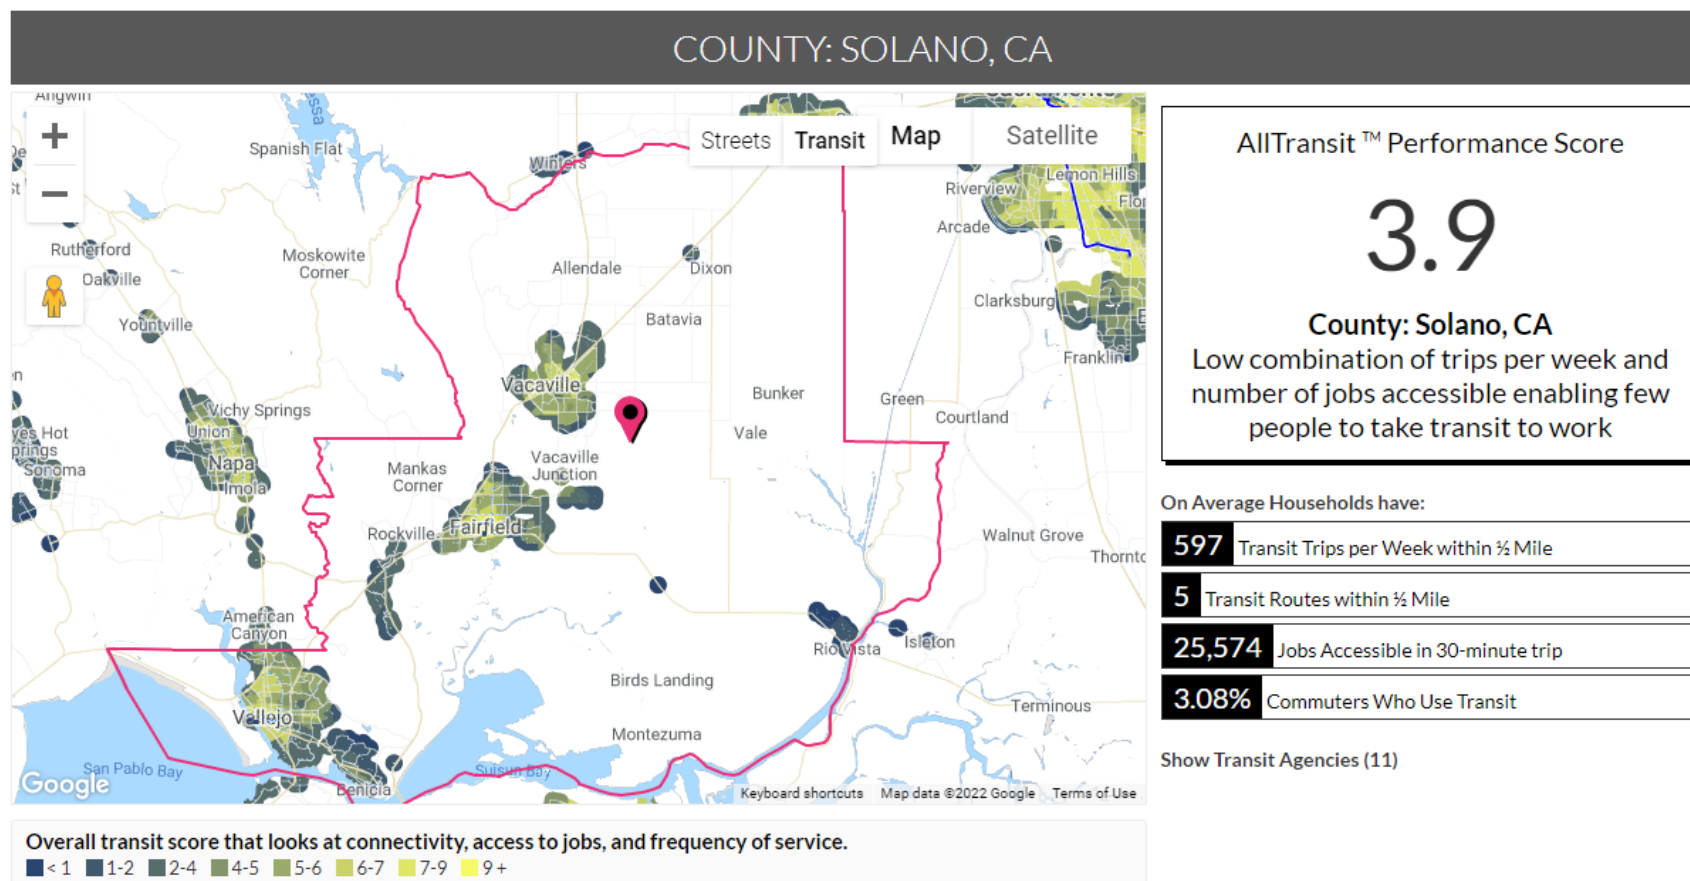 COUNTY: SOLANO, CA
Angwin
Spanish Flat
Winters
Streets
Transit
Map
Satellite
Riverview
Lemon Hills
Arcade
Rutherford
Oakville
Moskowite
Corner
Allendale
Dixon
Clarksburg
Yountville
Batavia
Franklin
Vacaville
Bunker
Green
Courtland
Vichy Springs
Union
Vale
Napa
Imola
Sonoma
Mankas
Corner
Vacaville
Junction
Rockville
Fairfield
Walnut Grove
American
Canyon
Rio Vista
Isleton
Birds Landing
Terminous
Vallejo
Montezuma
San Pablo Bay
Suisun Bay
Benicia
Google
Keyboard shortcuts
Map data ©2022 Google
Terms of Use
Overall transit score that looks at connectivity, access to jobs, and frequency of service.
< 1 1-2 2-4 4-5 5-6 6-7 7-9 9 +
AllTransit ™ Performance Score
3.9
County: Solano, CA
Low combination of trips per week and
number of jobs accessible enabling few
people to take transit to work
On Average Households have:
597 Transit Trips per Week within ½ Mile
5 Transit Routes within ½ Mile
25,574 Jobs Accessible in 30-minute trip
3.08% Commuters Who Use Transit
Show Transit Agencies (11)